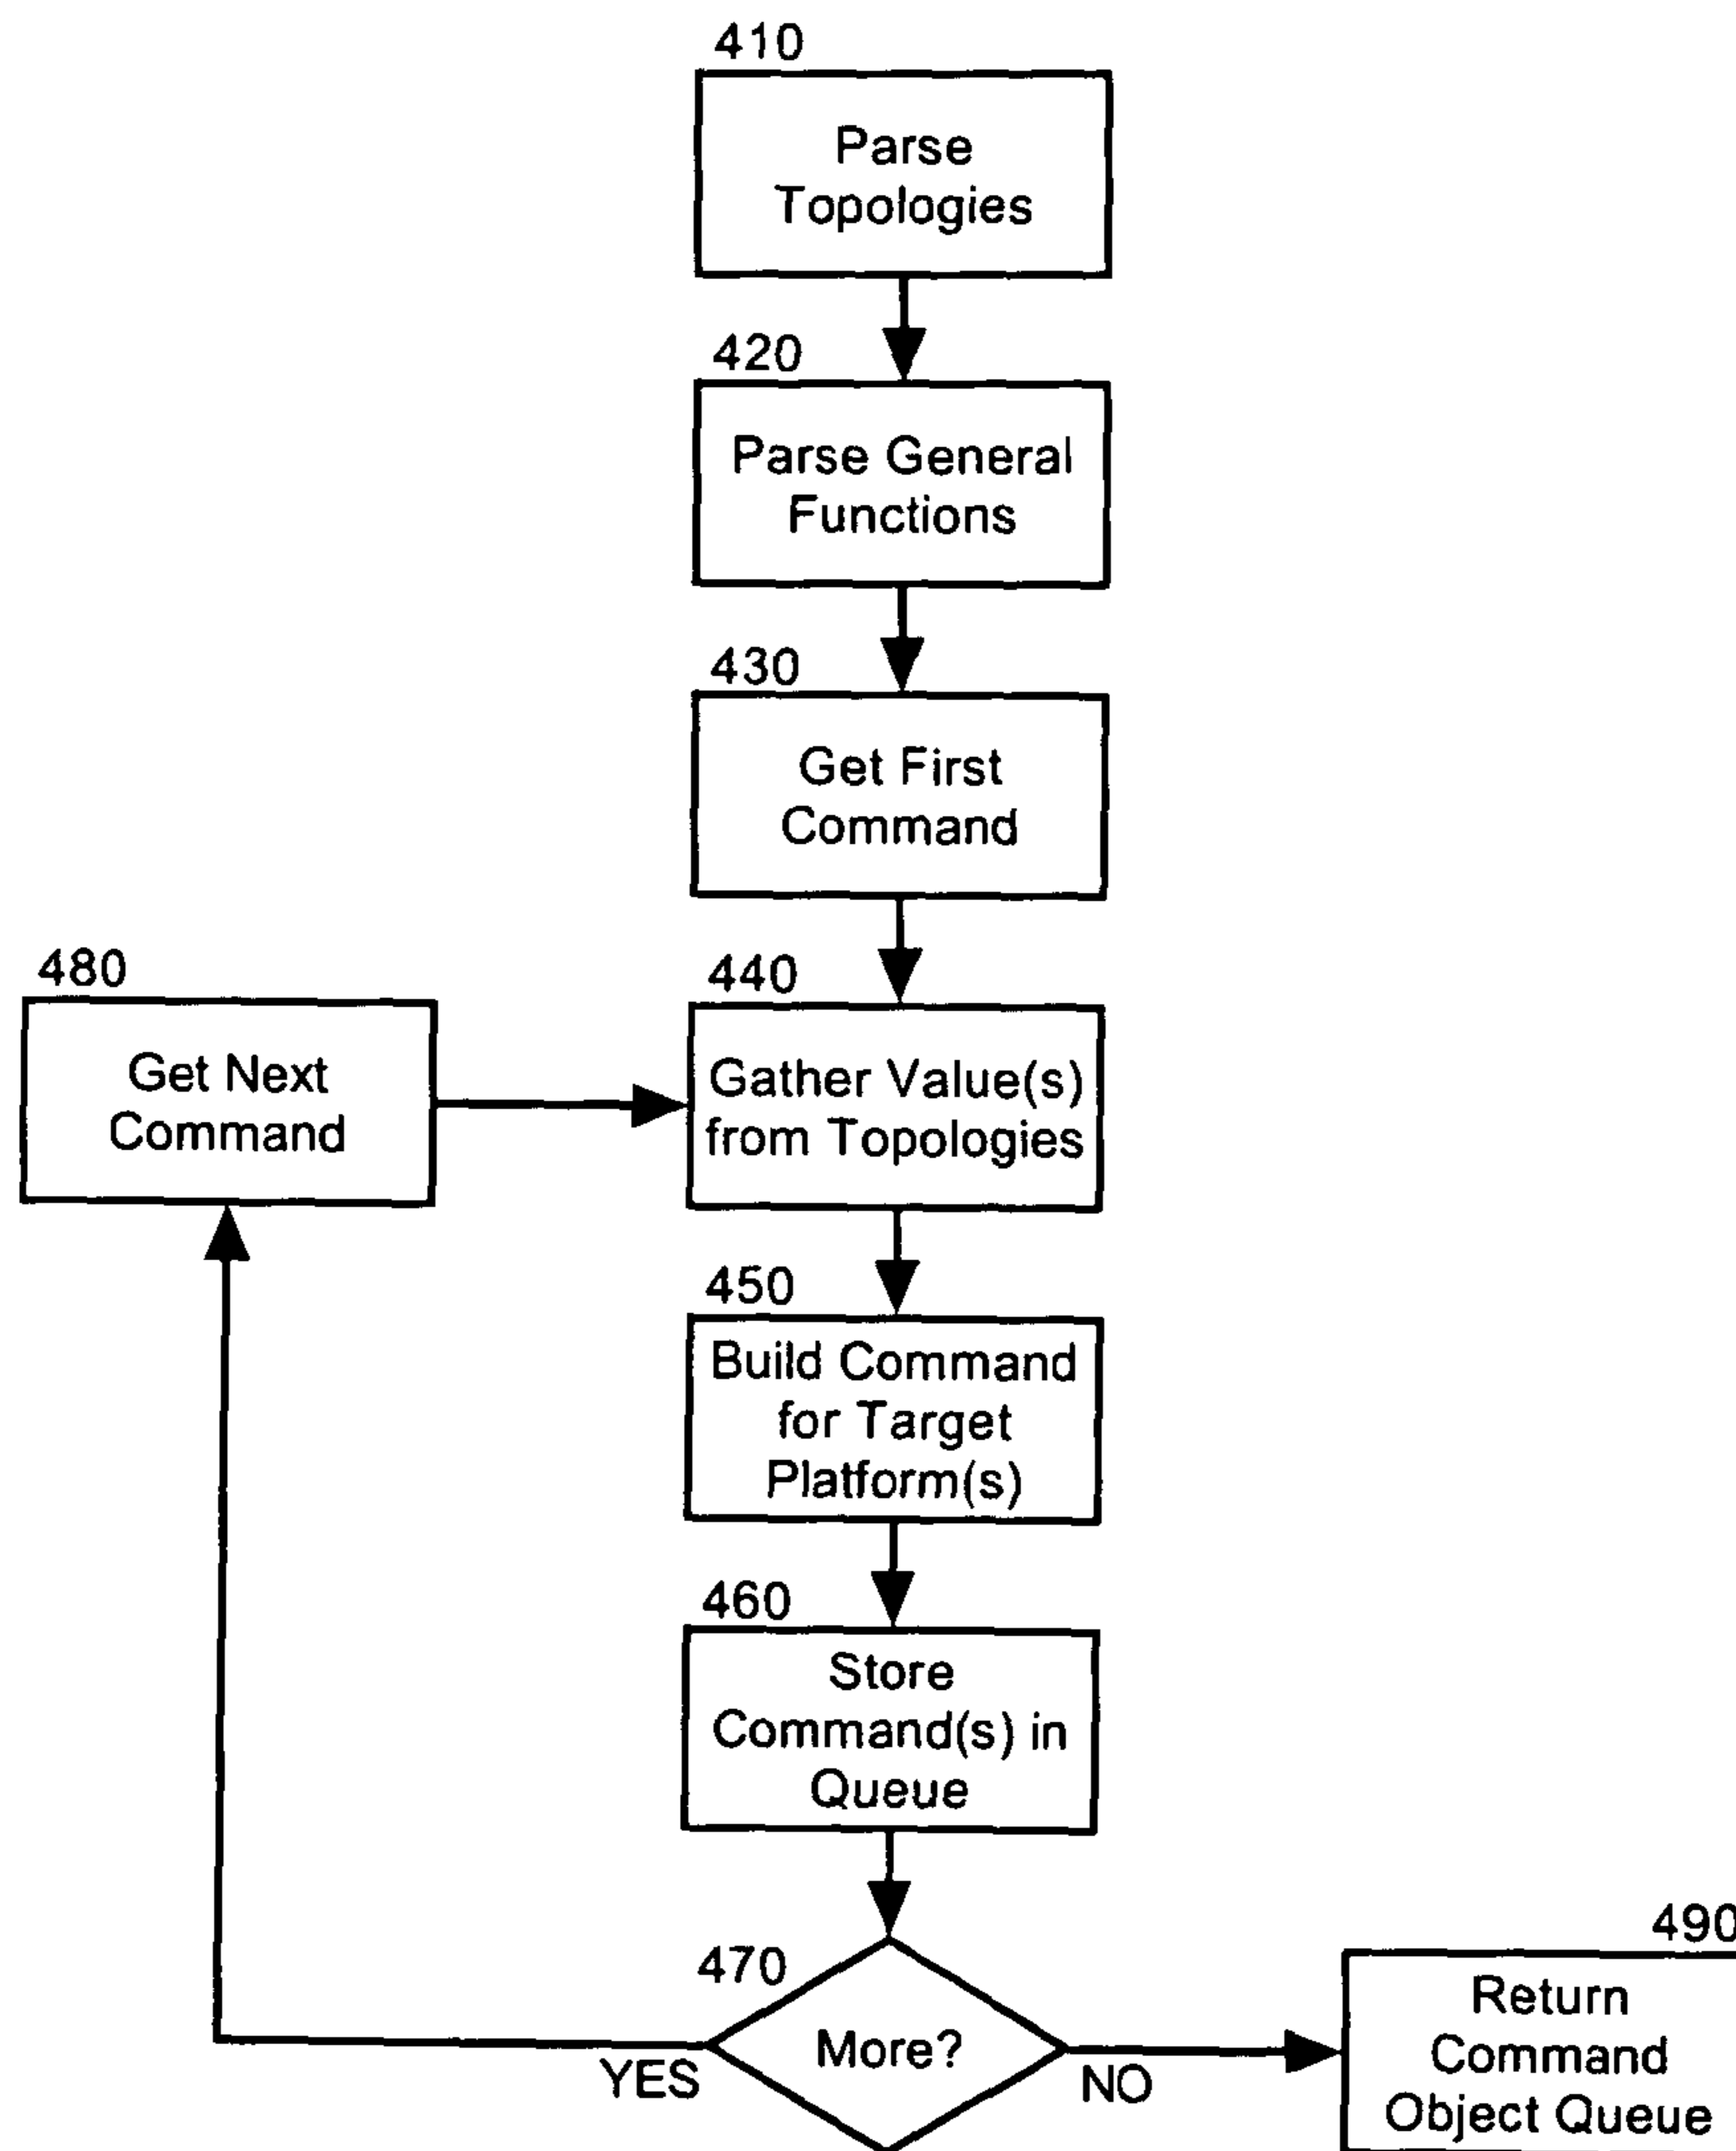 410
Parse
Topologies
420
Parse General
Functions
430
Get First
Command
480
Get Next
Command
440
Gather Value(s)
from Topologies
450
Build Command
for Target
Platform(s)
460
Store
Command(s) in
Queue
470
More?
YES
NO
490
Return
Command
Object Queue